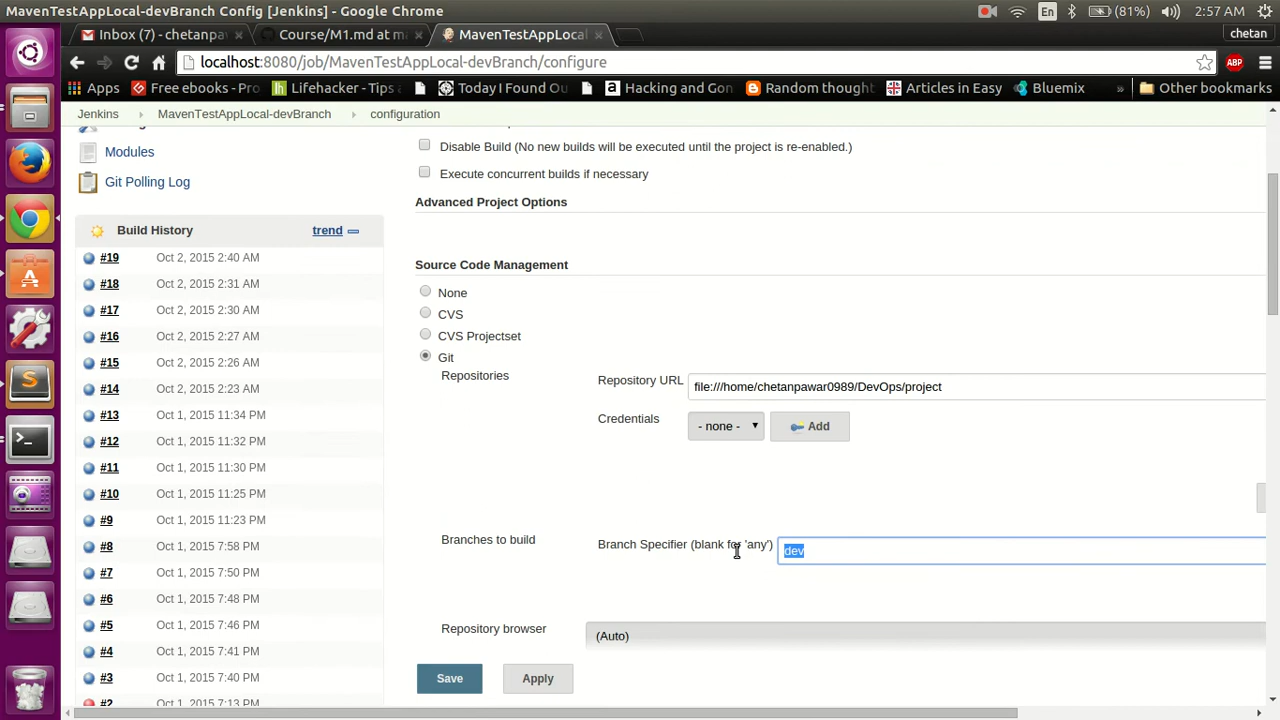 MavenTestAppLocal-devBranch Config [Jenkins] - Google Chrome
En
(81%)
2:57 AM
Inbox (7) - chetanpa
Course/M1.md at m
MavenTestAppLocal
chetan
localhost:8080/job/MavenTestAppLocal-devBranch/configure
ABP
Apps
Free ebooks - Pro
Lifehacker - Tips
Today I Found Ou
Hacking and Gon
Random thought
Articles in Easy
Bluemix
»
Other bookmarks
Jenkins
MavenTestAppLocal-devBranch
configuration
Modules
Git Polling Log
Build History
trend
#19 Oct 2, 2015 2:40 AM
#18 Oct 2, 2015 2:31 AM
#17 Oct 2, 2015 2:30 AM
#16 Oct 2, 2015 2:27 AM
#15 Oct 2, 2015 2:26 AM
#14 Oct 2, 2015 2:23 AM
#13 Oct 1, 2015 11:34 PM
#12 Oct 1, 2015 11:32 PM
#11 Oct 1, 2015 11:30 PM
#10 Oct 1, 2015 11:25 PM
#9 Oct 1, 2015 11:23 PM
#8 Oct 1, 2015 7:58 PM
#7 Oct 1, 2015 7:50 PM
#6 Oct 1, 2015 7:48 PM
#5 Oct 1, 2015 7:46 PM
#4 Oct 1, 2015 7:41 PM
#3 Oct 1, 2015 7:40 PM
#2 Oct 1, 2015 7:13 PM
Disable Build (No new builds will be executed until the project is re-enabled.)
Execute concurrent builds if necessary
Advanced Project Options
Source Code Management
None
CVS
CVS Projectset
Git
Repositories
Repository URL file:///home/chetanpawar0989/DevOps/project
Credentials - none - Add
Branches to build
Branch Specifier (blank for 'any') dev
Repository browser (Auto)
Save Apply